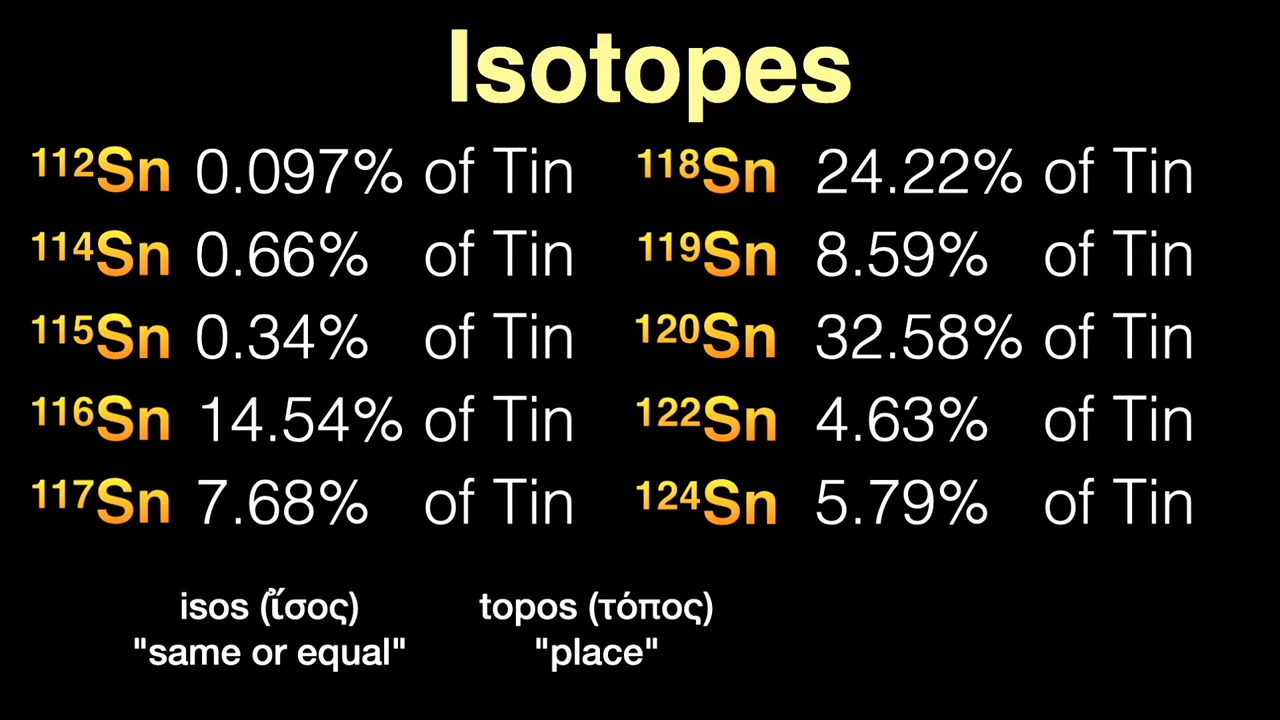 Isotopes
¹¹²Sn 0.097% of Tin
¹¹⁴Sn 0.66% of Tin
¹¹⁵Sn 0.34% of Tin
¹¹⁶Sn 14.54% of Tin
¹¹⁷Sn 7.68% of Tin
¹¹⁸Sn 24.22% of Tin
¹¹⁹Sn 8.59% of Tin
¹²⁰Sn 32.58% of Tin
¹²²Sn 4.63% of Tin
¹²⁴Sn 5.79% of Tin
isos (ἴσος)
"same or equal"
topos (τόπος)
"place"